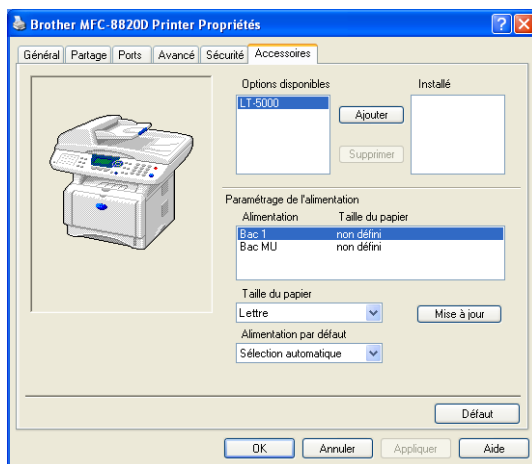 Brother MFC-8820D Printer Propriétés
Général Partage Ports Avancé Sécurité Accessoires
Options disponibles Installé
LT-5000
Ajouter
Supprimer
Paramétrage de l'alimentation
Alimentation Taille du papier
Bac 1 non défini
Bac MU non défini
Taille du papier
Lettre Mise à jour
Alimentation par défaut
Sélection automatique
Défaut
OK Annuler Appliquer Aide